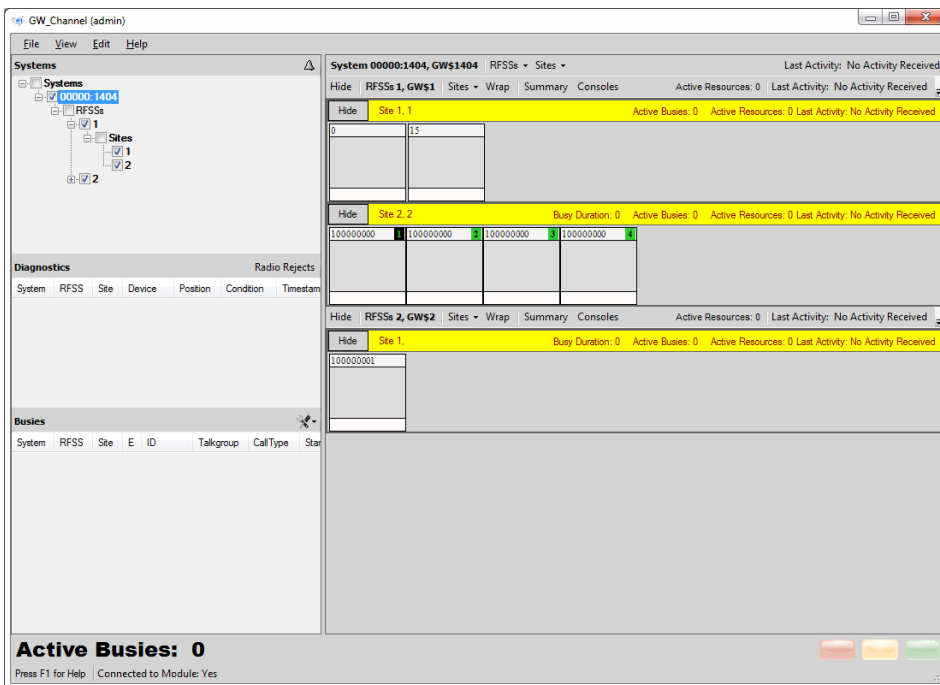 GW_Channel (admin)
File View Edit Help
Systems
Systems
00000:1404
RFSSs
1
Sites
1
2
2
System 00000:1404, GW$1404 RFSSs Sites Last Activity: No Activity Received
Hide RFSSs 1, GW$1 Sites Wrap Summary Consoles Active Resources: 0 Last Activity: No Activity Received
Hide Site 1, 1 Active Busies: 0 Active Resources: 0 Last Activity: No Activity Received
0 15
Hide Site 2, 2 Busy Duration: 0 Active Busies: 0 Active Resources: 0 Last Activity: No Activity Received
100000000 1 100000000 2 100000000 3 100000000 4
Hide RFSSs 2, GW$2 Sites Wrap Summary Consoles Active Resources: 0 Last Activity: No Activity Received
Hide Site 1, Busy Duration: 0 Active Busies: 0 Active Resources: 0 Last Activity: No Activity Received
100000001
Diagnostics Radio Rejects
System RFSS Site Device Position Condition Timestam
Busies
System RFSS Site E ID Talkgroup CallType Star
Active Busies: 0
Press F1 for Help Connected to Module: Yes